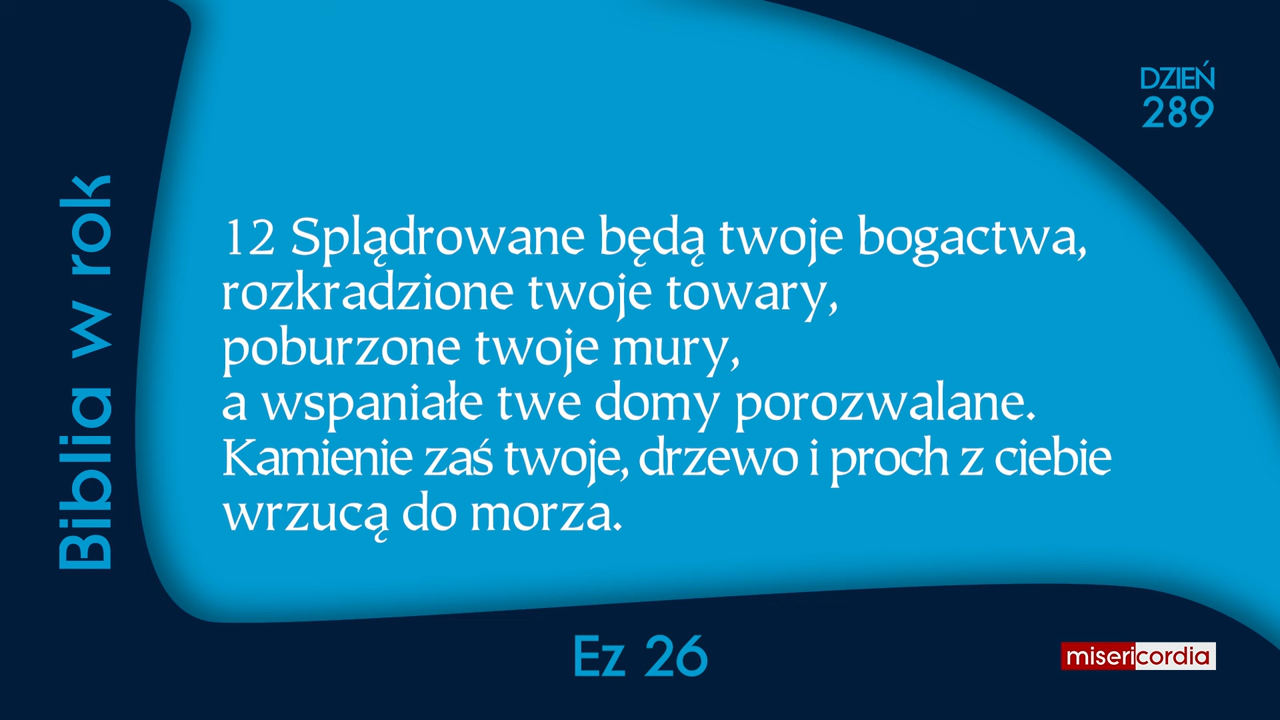 DZIEŃ
289
Biblia w rok
12 Splądrowane będą twoje bogactwa,
rozkradzione twoje towary,
poburzone twoje mury,
a wspaniałe twe domy porozwalane.
Kamienie zaś twoje, drzewo i proch z ciebie
wrzucą do morza.
Ez 26
misericordia